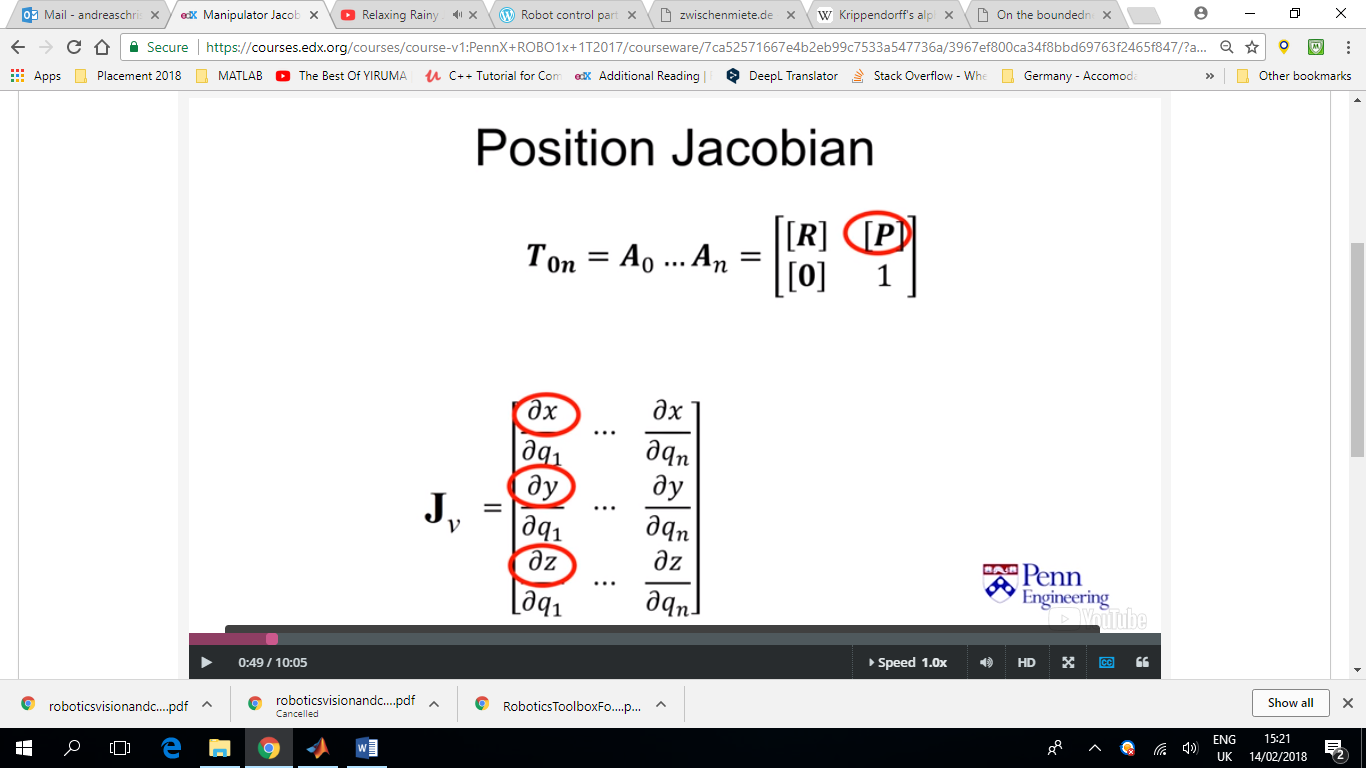 Mail - andreaschris
Manipulator Jacob
Relaxing Rainy
Robot control part
zwischenmiete.de
Krippendorff's alp
On the boundedn
Secure
https://courses.edx.org/courses/course-v1:PennX+ROBO1x+1T2017/courseware/7ca52571667e4b2eb99c7533a547736a/3967ef800ca34f8bbd69763f2465f847/?a...
Apps
Placement 2018
MATLAB
The Best Of YIRUMA
C++ Tutorial for Com
Additional Reading |
DeepL Translator
Stack Overflow - Whe
Germany - Accomoda
»
Other bookmarks
Position Jacobian
T0n = A0 ... An = [[R] [P]
[0] 1]
Jv = [∂x/∂q1 ... ∂x/∂qn
∂y/∂q1 ... ∂y/∂qn
∂z/∂q1 ... ∂z/∂qn]
Penn
Engineering
YouTube
0:49 / 10:05
Speed 1.0x
HD
CC
roboticsvisionandc....pdf
roboticsvisionandc....pdf
Cancelled
RoboticsToolboxFo....p...
Show all
ENG
UK
15:21
14/02/2018
2